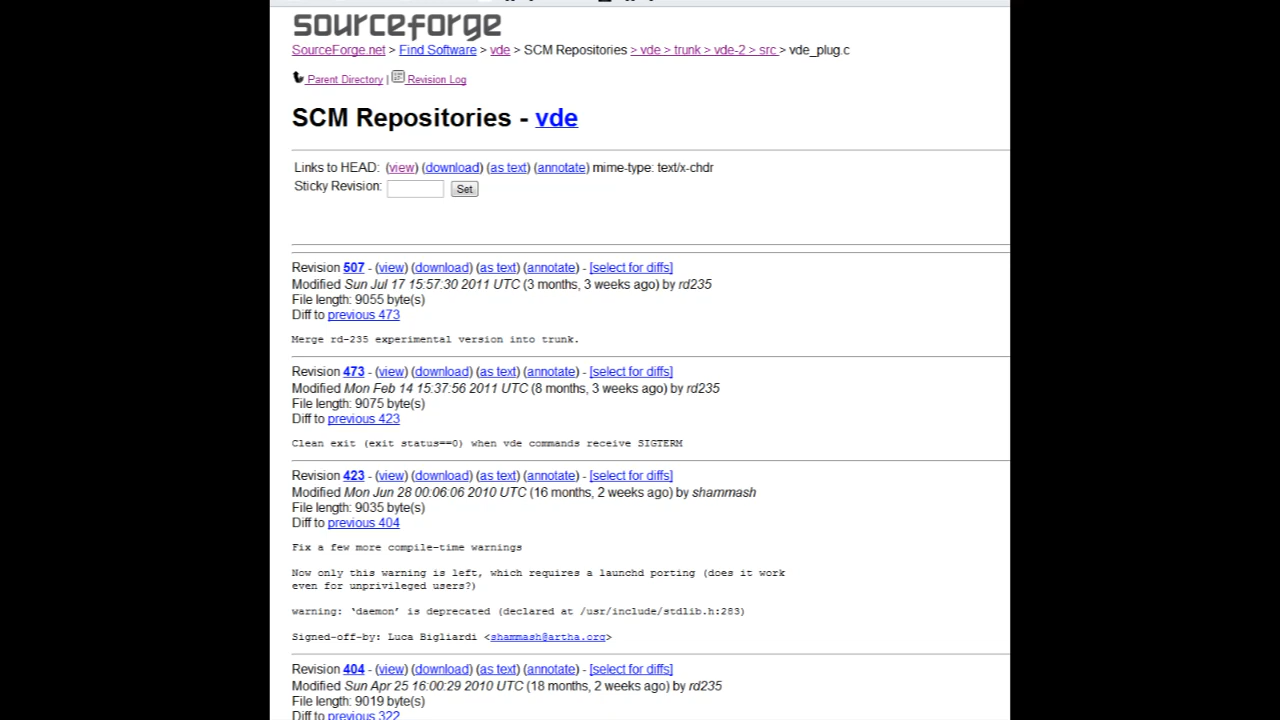 sourceforge
SourceForge.net > Find Software > vde > SCM Repositories > vde > trunk > vde-2 > src > vde_plug.c
Parent Directory | Revision Log
SCM Repositories - vde
Links to HEAD: (view) (download) (as text) (annotate) mime-type: text/x-chdr
Sticky Revision: Set
Revision 507 - (view) (download) (as text) (annotate) - [select for diffs]
Modified Sun Jul 17 15:57:30 2011 UTC (3 months, 3 weeks ago) by rd235
File length: 9055 byte(s)
Diff to previous 473
Merge rd-235 experimental version into trunk.
Revision 473 - (view) (download) (as text) (annotate) - [select for diffs]
Modified Mon Feb 14 15:37:56 2011 UTC (8 months, 3 weeks ago) by rd235
File length: 9075 byte(s)
Diff to previous 423
Clean exit (exit status==0) when vde commands receive SIGTERM
Revision 423 - (view) (download) (as text) (annotate) - [select for diffs]
Modified Mon Jun 28 00:06:06 2010 UTC (16 months, 2 weeks ago) by shammash
File length: 9035 byte(s)
Diff to previous 404
Fix a few more compile-time warnings
Now only this warning is left, which requires a launchd porting (does it work
even for unprivileged users?)
warning: ‘daemon’ is deprecated (declared at /usr/include/stdlib.h:283)
Signed-off-by: Luca Bigliardi <shammash@artha.org>
Revision 404 - (view) (download) (as text) (annotate) - [select for diffs]
Modified Sun Apr 25 16:00:29 2010 UTC (18 months, 2 weeks ago) by rd235
File length: 9019 byte(s)
Diff to previous 322